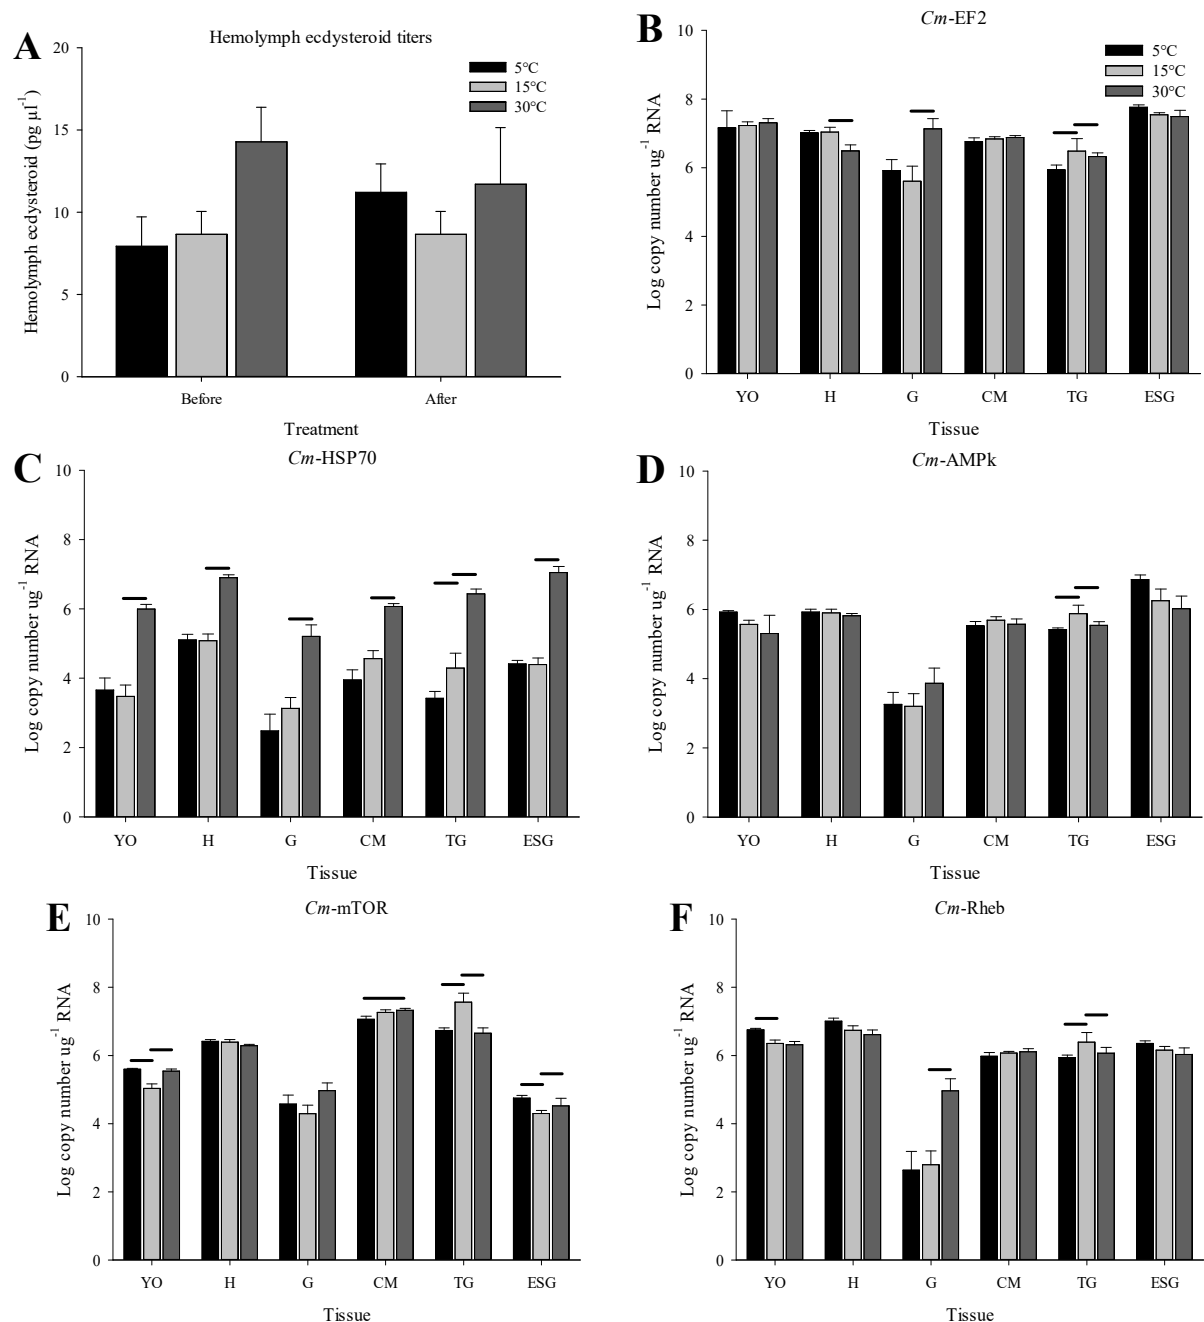 A
Hemolymph ecdysteroid titers
20
15
10
5
0
Hemolymph ecdysteroid (pg µl⁻¹)
5°C
15°C
30°C
Before
After
Treatment
B
Cm-EF2
10
8
6
4
2
0
Log copy number ug⁻¹ RNA
5°C
15°C
30°C
YO H G CM TG ESG
Tissue
C
Cm-HSP70
10
8
6
4
2
0
Log copy number ug⁻¹ RNA
YO H G CM TG ESG
Tissue
D
Cm-AMPk
10
8
6
4
2
0
Log copy number ug⁻¹ RNA
YO H G CM TG ESG
Tissue
E
Cm-mTOR
10
8
6
4
2
0
Log copy number ug⁻¹ RNA
YO H G CM TG ESG
Tissue
F
Cm-Rheb
10
8
6
4
2
0
Log copy number ug⁻¹ RNA
YO H G CM TG ESG
Tissue